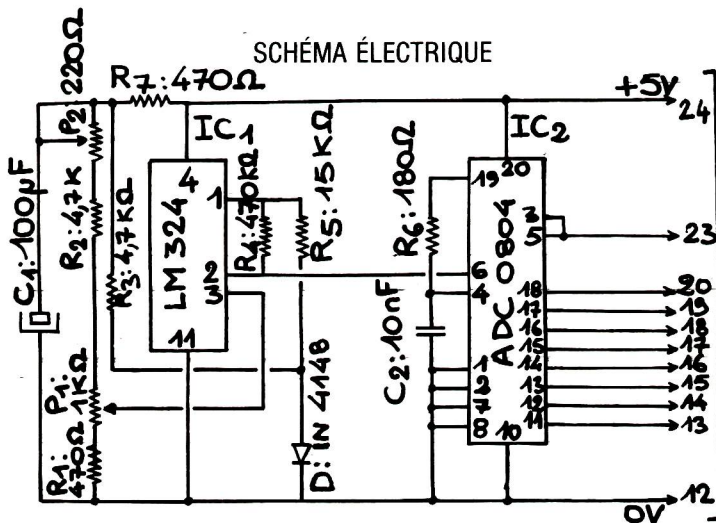 SCHÉMA ÉLECTRIQUE
R7:470Ω
P2:220Ω
+5V
24
IC1
IC2
C1:100µF
R2:4,7K
R3:4,7KΩ
LM324
4
1
2
3
11
R4:470KΩ
R5:15KΩ
R6:180Ω
C2:10nF
ADC 0804
19
20
3
5
6
4
18
17
16
15
14
13
12
11
1
2
7
8
10
23
20
19
18
17
16
15
14
13
P1:
1KΩ
R1:
470Ω
D: IN 4148
12
0V